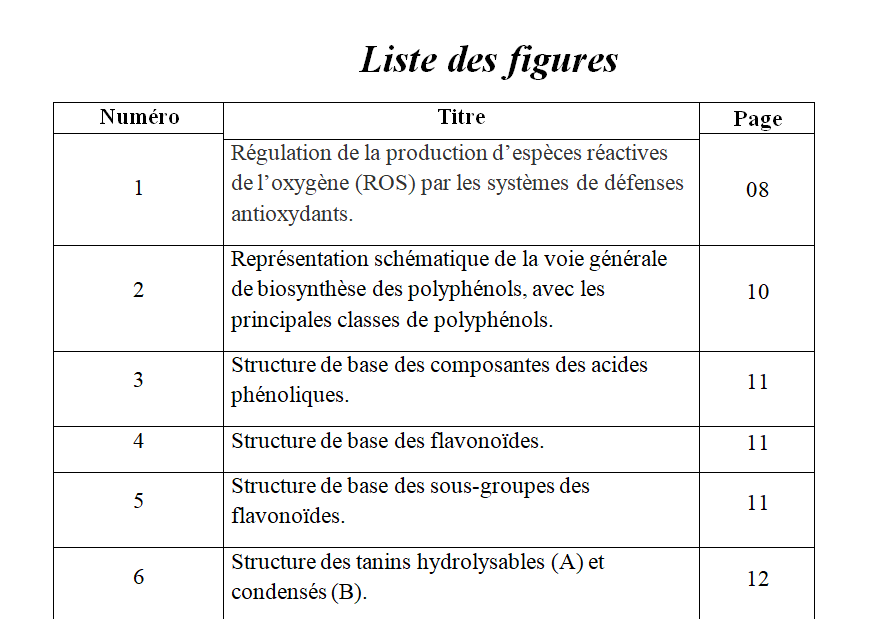 Liste des figures
Numéro Titre Page
Régulation de la production d’espèces réactives
1 de l’oxygène (ROS) par les systèmes de défenses 08
antioxydants.
Représentation schématique de la voie générale
2 de biosynthèse des polyphénols, avec les 10
principales classes de polyphénols.
3 Structure de base des composantes des acides 11
phénoliques.
4 Structure de base des flavonoïdes. 11
5 Structure de base des sous-groupes des 11
flavonoïdes.
6 Structure des tanins hydrolysables (A) et 12
condensés (B).